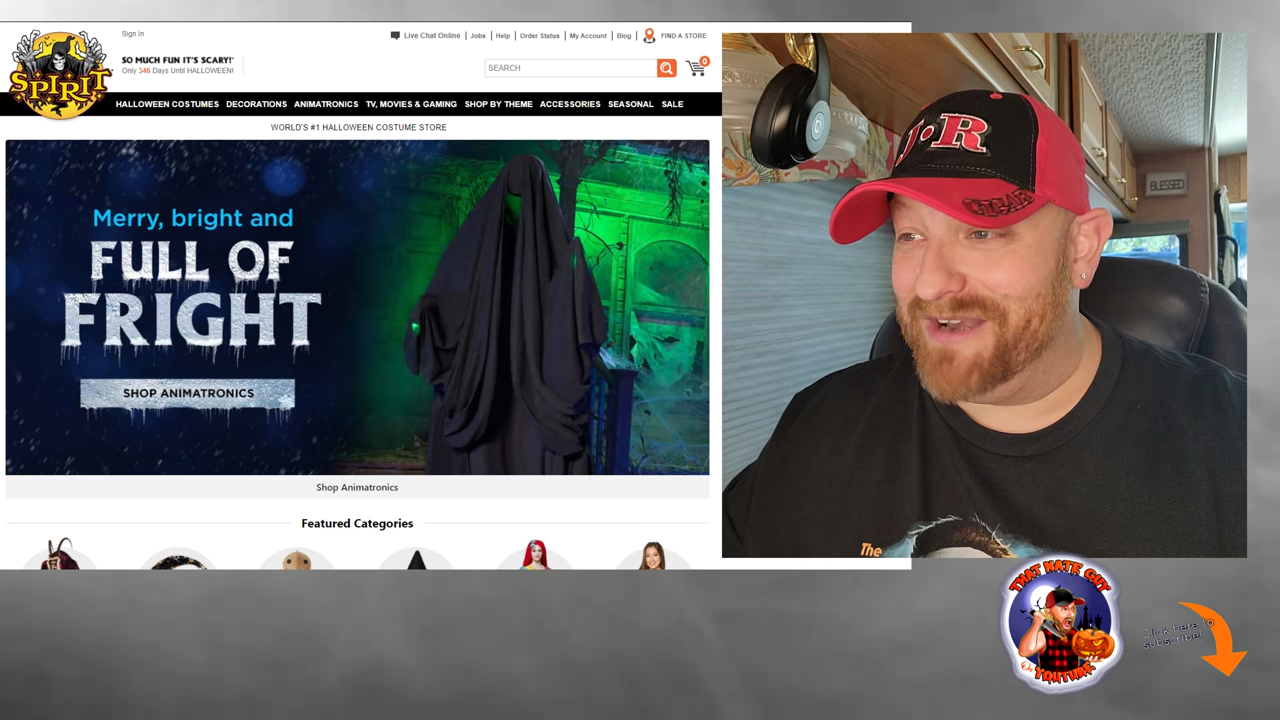 Sign In
Live Chat Online | Jobs | Help | Order Status | My Account | Blog | FIND A STORE
SPIRIT
SO MUCH FUN IT'S SCARY!
Only 346 Days Until HALLOWEEN!
SEARCH
0
HALLOWEEN COSTUMES DECORATIONS ANIMATRONICS TV, MOVIES & GAMING SHOP BY THEME ACCESSORIES SEASONAL SALE
WORLD'S #1 HALLOWEEN COSTUME STORE
Merry, bright and
FULL OF
FRIGHT
SHOP ANIMATRONICS
Shop Animatronics
Featured Categories
b
J•R
CIGAR
BLESSED
The
THAT NATE GUY
On YOUTUBE
Click here to
subscribe!